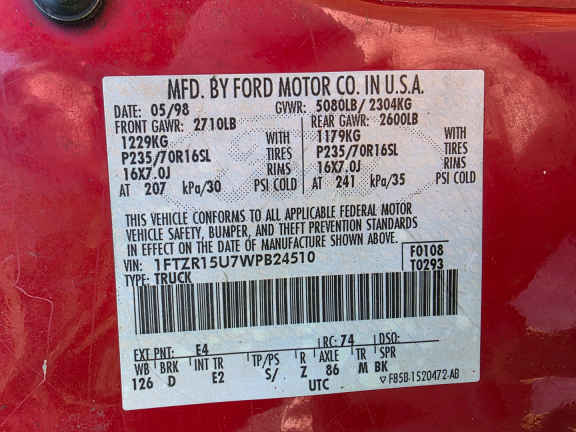 MFD. BY FORD MOTOR CO. IN U.S.A.
DATE: 05/98 GVWR: 5080LB/ 2304KG
FRONT GAWR: 2710LB REAR GAWR: 2600LB
1229KG WITH 1179KG WITH
P235/70R16SL TIRES P235/70R16SL TIRES
16X7.0J RIMS 16X7.0J RIMS
AT 207 kPa/30 PSI COLD AT 241 kPa/35 PSI COLD
THIS VEHICLE CONFORMS TO ALL APPLICABLE FEDERAL MOTOR
VEHICLE SAFETY, BUMPER, AND THEFT PREVENTION STANDARDS
IN EFFECT ON THE DATE OF MANUFACTURE SHOWN ABOVE.
VIN: 1FTZR15U7WPB24510 F0108
TYPE: TRUCK T0293
EXT PNT: E4 RC: 74 DSO:
WB BRK INT TR TP/PS R AXLE TR SPR
126 D E2 S/ Z 86 M BK
UTC F85B-1520472-AB